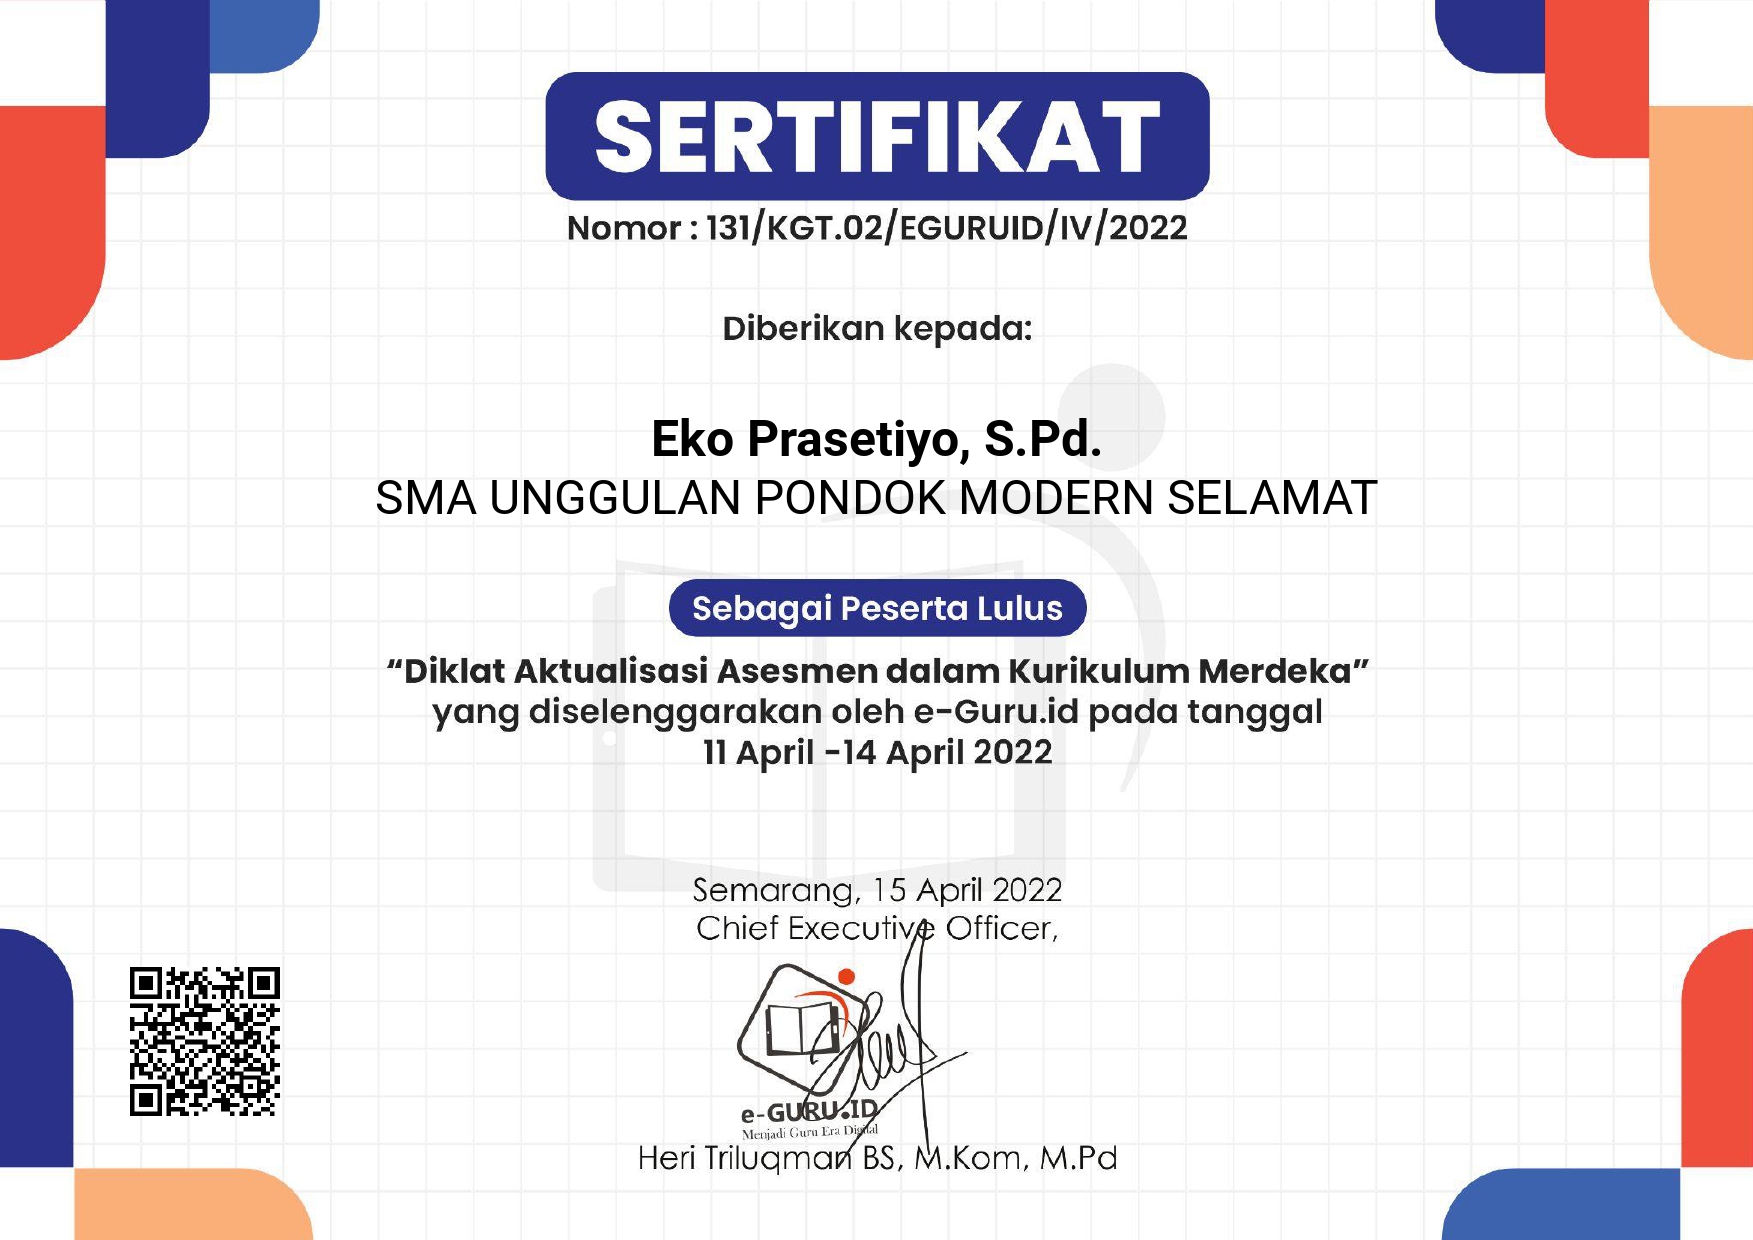 SERTIFIKAT
Nomor : 131/KGT.02/EGURUID/IV/2022
Diberikan kepada:
Eko Prasetiyo, S.Pd.
SMA UNGGULAN PONDOK MODERN SELAMAT
Sebagai Peserta Lulus
“Diklat Aktualisasi Asesmen dalam Kurikulum Merdeka”
yang diselenggarakan oleh e-Guru.id pada tanggal
11 April -14 April 2022
Semarang, 15 April 2022
Chief Executive Officer,
e-GURU.ID
Menjadi Guru Era Digital
Heri Triluqman BS, M.Kom, M.Pd